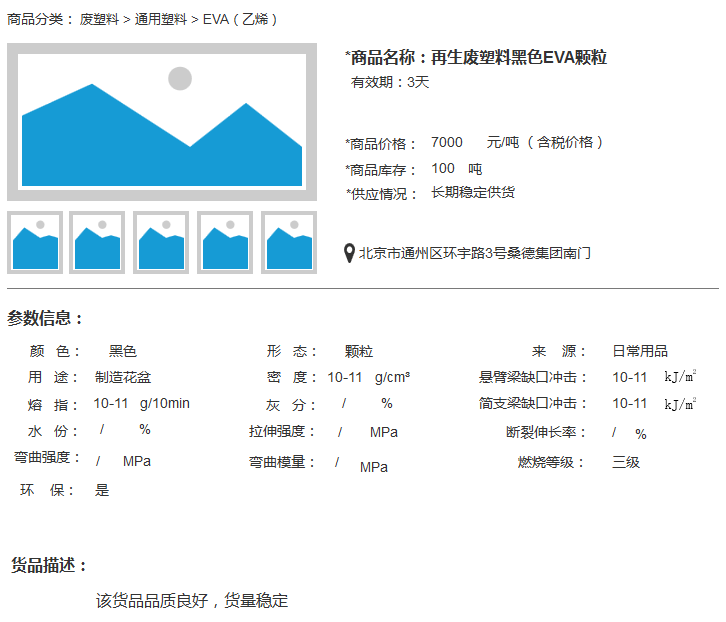 商品分类： 废塑料 > 通用塑料 > EVA（乙烯）
*商品名称：再生废塑料黑色EVA颗粒
有效期：3天
*商品价格： 7000 元/吨 （含税价格）
*商品库存： 100 吨
*供应情况： 长期稳定供货
北京市通州区环宇路3号桑德集团南门
参数信息：
颜 色： 黑色 形 态： 颗粒 来 源： 日常用品
用 途： 制造花盆 密 度： 10-11 g/cm³ 悬臂梁缺口冲击： 10-11 kJ/m²
熔 指： 10-11 g/10min 灰 分： / % 简支梁缺口冲击： 10-11 kJ/m²
水 份： / % 拉伸强度： / MPa 断裂伸长率： / %
弯曲强度： / MPa 弯曲模量： / MPa 燃烧等级： 三级
环 保： 是
货品描述：
该货品品质良好，货量稳定